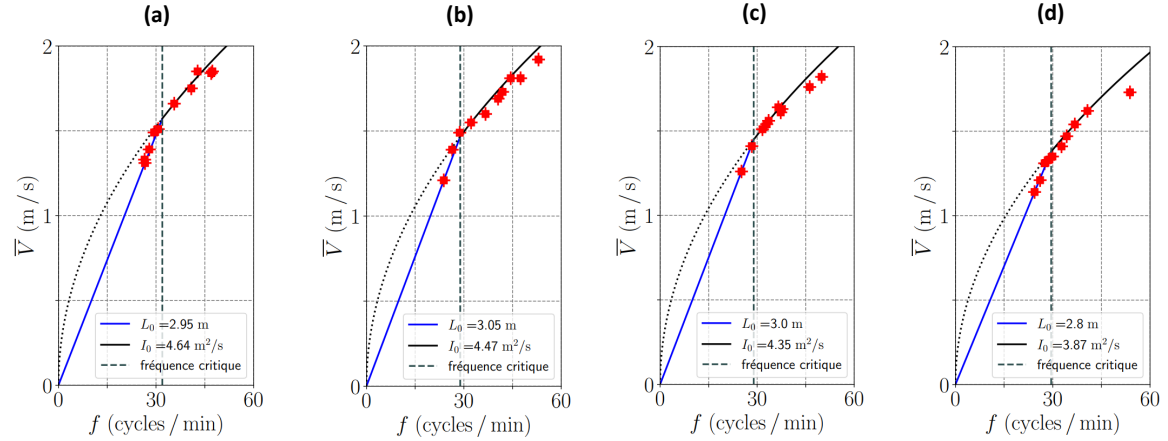 (a)
2
1
0
V̅ (m / s)
0
30
60
f (cycles / min)
L₀ =2.95 m
I₀ =4.64 m²/s
fréquence critique
(b)
2
1
0
V̅ (m / s)
0
30
60
f (cycles / min)
L₀ =3.05 m
I₀ =4.47 m²/s
fréquence critique
(c)
2
1
0
V̅ (m / s)
0
30
60
f (cycles / min)
L₀ =3.0 m
I₀ =4.35 m²/s
fréquence critique
(d)
2
1
0
V̅ (m / s)
0
30
60
f (cycles / min)
L₀ =2.8 m
I₀ =3.87 m²/s
fréquence critique